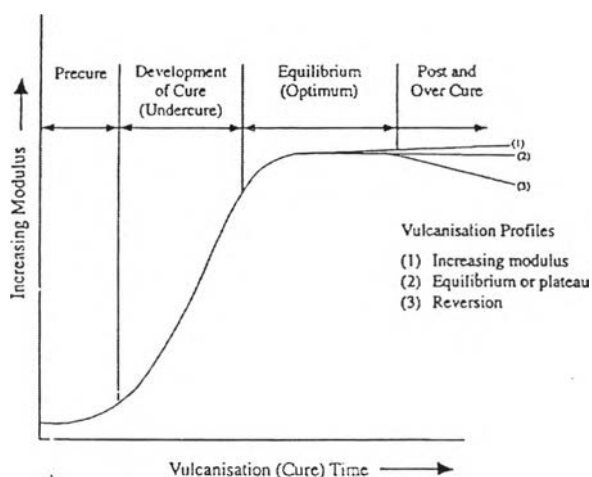 Precure
Development
of Cure
(Undercure)
Equilibrium
(Optimum)
Post and
Over Cure
Increasing Modulus
(1)
(2)
(3)
Vulcanisation Profiles
(1) Increasing modulus
(2) Equilibrium or plateau
(3) Reversion
Vulcanisation (Cure) Time